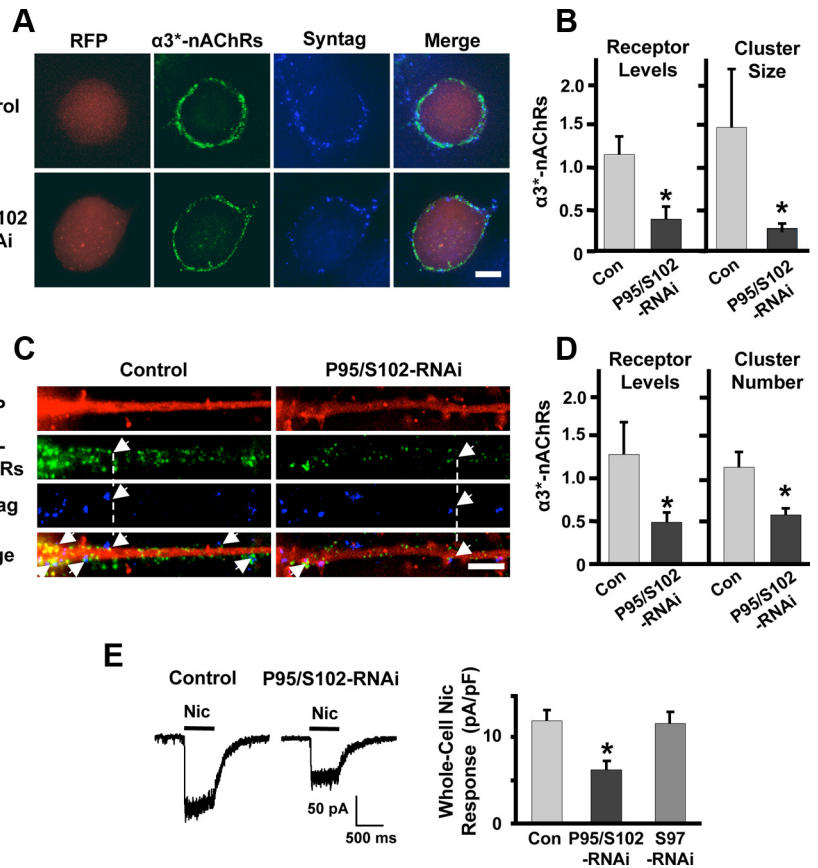 A
RFP α3*-nAChRs Syntag Merge
B
Receptor Levels
Cluster Size
α3*-nAChRs
2.0
1.5
1.0
0.5
0
*
*
Con
P95/S102 -RNAi
Con
P95/S102 -RNAi
C
Control P95/S102-RNAi
D
Receptor Levels
Cluster Number
α3*-nAChRs
2.0
1.5
1.0
0.5
0
*
*
Con
P95/S102 -RNAi
Con
P95/S102 -RNAi
E
Control P95/S102-RNAi
Nic Nic
50 pA
500 ms
Whole-Cell Nic
Response (pA/pF)
10
0
*
Con P95/S102 S97
-RNAi -RNAi